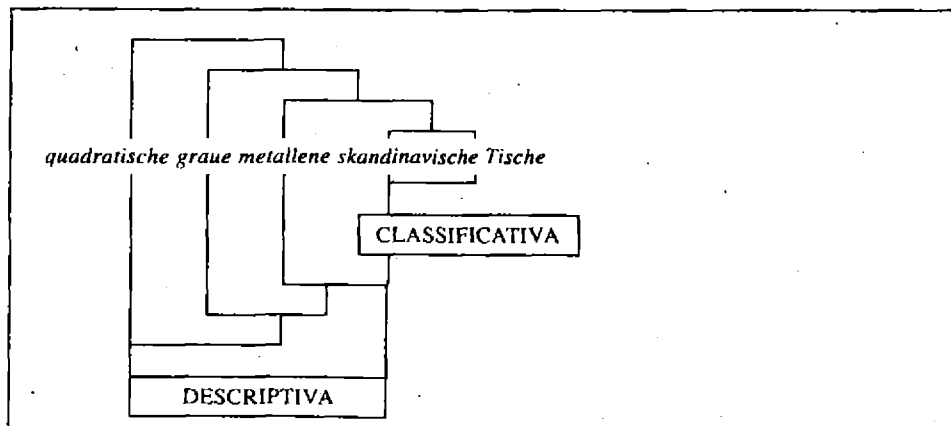 quadratische graue metallene skandinavische Tische
CLASSIFICATIVA
DESCRIPTIVA